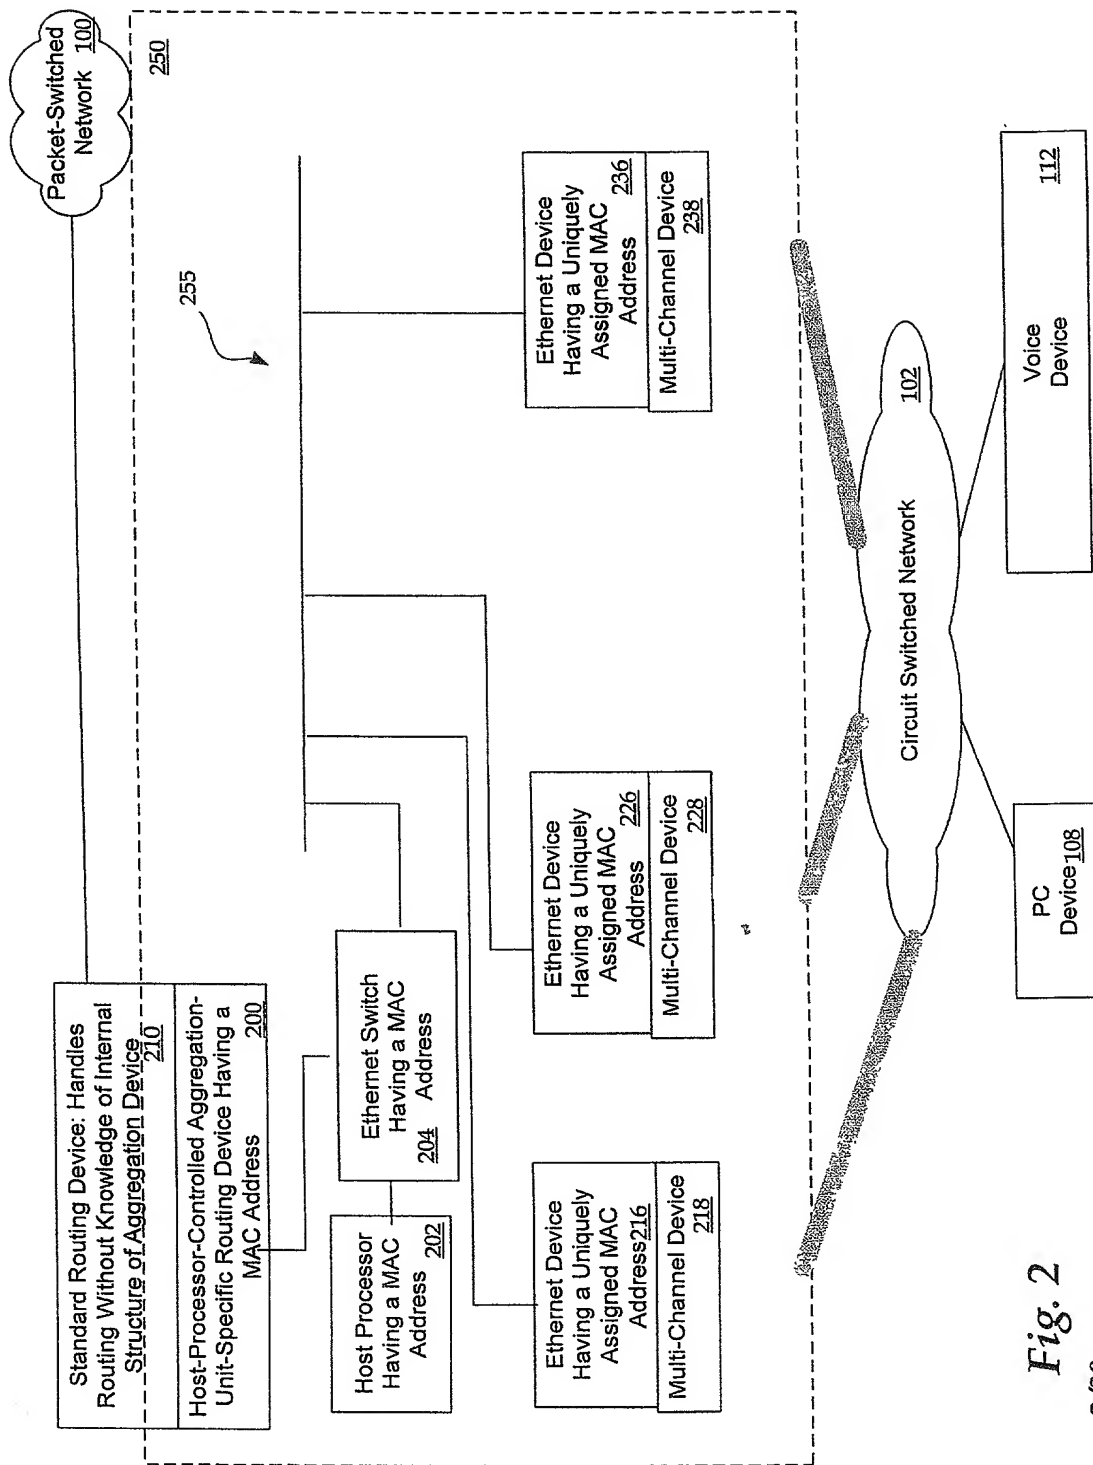 Packet-Switched
Network 100
250
Standard Routing Device: Handles
Routing Without Knowledge of Internal
Structure of Aggregation Device
210
Host-Processor-Controlled Aggregation-
Unit-Specific Routing Device Having a
MAC Address
200
255
Host Processor
Having a MAC
Address 202
Ethernet Switch
Having a MAC
204 Address
Ethernet Device
Having a Uniquely
Assigned MAC
Address216
Multi-Channel Device
218
Ethernet Device
Having a Uniquely
Assigned MAC
Address 226
Multi-Channel Device
228
Ethernet Device
Having a Uniquely
Assigned MAC
Address 236
Multi-Channel Device
238
Circuit Switched Network
102
PC
Device108
Voice
Device
112
Fig. 2